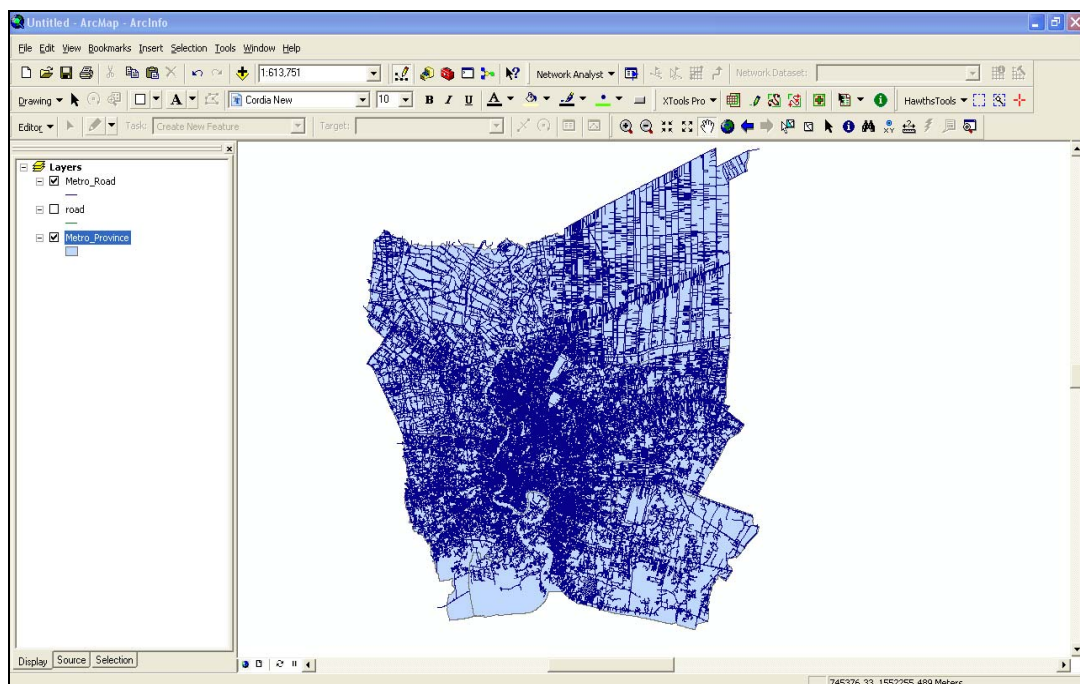 Untitled - ArcMap - ArcInfo
File Edit View Bookmarks Insert Selection Tools Window Help
1:613,751 Network Analyst Network Dataset:
Drawing A Cordia New 10 B I U A XTools Pro HawthsTools
Editor Task: Create New Feature Target: XY
Layers
Metro_Road
road
Metro_Province
Display Source Selection
745376.33 1552255.489 Meters